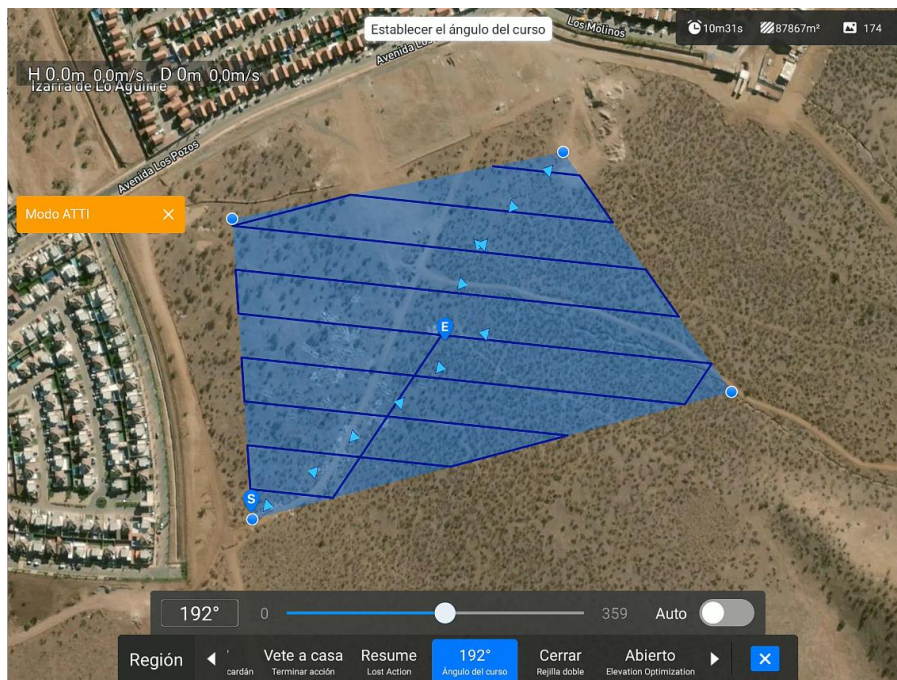 Establecer el ángulo del curso
10m31s 87867m² 174
Los Molinos
H 0.0m 0,0m/s D 0m 0,0m/s
Izarra de Lo Aguirre
Avenida Los Pozos
Modo ATTI
E
S
192° 0 359 Auto
Región
cardán
Vete a casa
Terminar acción
Resume
Lost Action
192°
Ángulo del curso
Cerrar
Rejilla doble
Abierto
Elevation Optimization